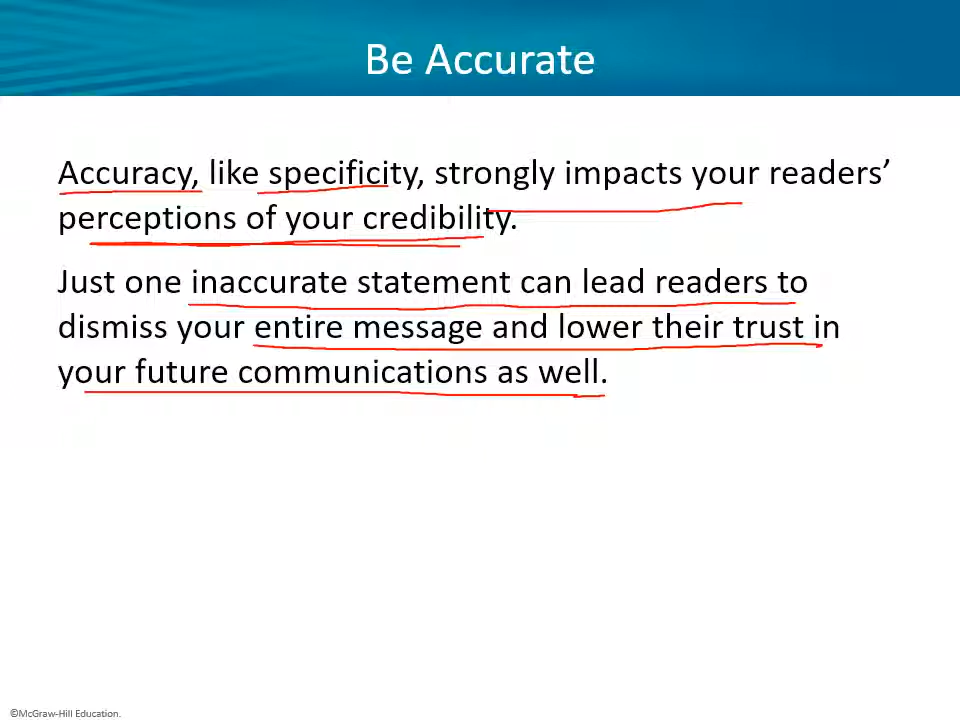 Be Accurate
Accuracy, like specificity, strongly impacts your readers’
perceptions of your credibility.
Just one inaccurate statement can lead readers to
dismiss your entire message and lower their trust in
your future communications as well.
©McGraw-Hill Education.